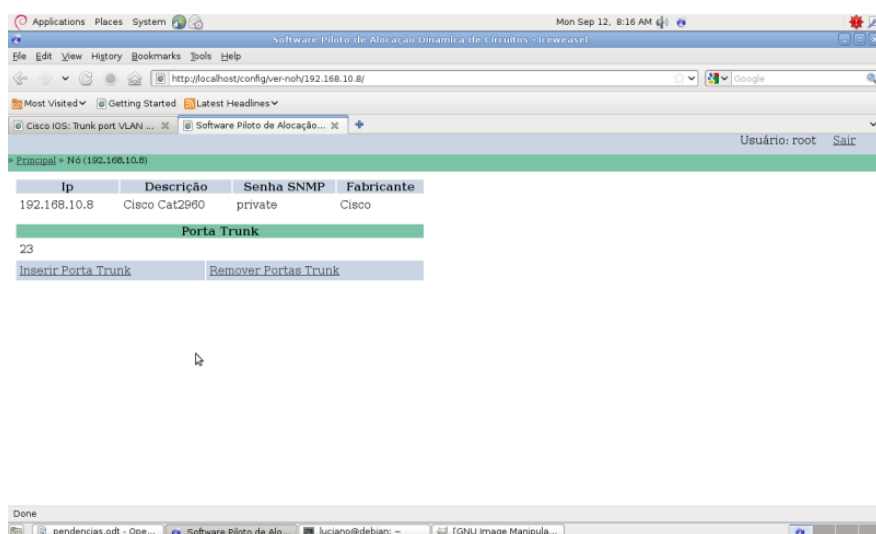 Applications Places System Mon Sep 12, 8:16 AM
Software Piloto de Alocação Dinâmica de Circuitos - Iceweasel
File Edit View History Bookmarks Tools Help
http://localhost/config/ver-noh/192.168.10.8/ Google
Most Visited Getting Started Latest Headlines
Cisco IOS: Trunk port VLAN ... Software Piloto de Alocação...
Usuário: root Sair
» Principal » Nó (192.168.10.8)
Ip Descrição Senha SNMP Fabricante
192.168.10.8 Cisco Cat2960 private Cisco
Porta Trunk
23
Inserir Porta Trunk Remover Portas Trunk
Done
pendencias.odt - Ope... Software Piloto de Alo... luciano@debian: ~ [GNU Image Manipula...